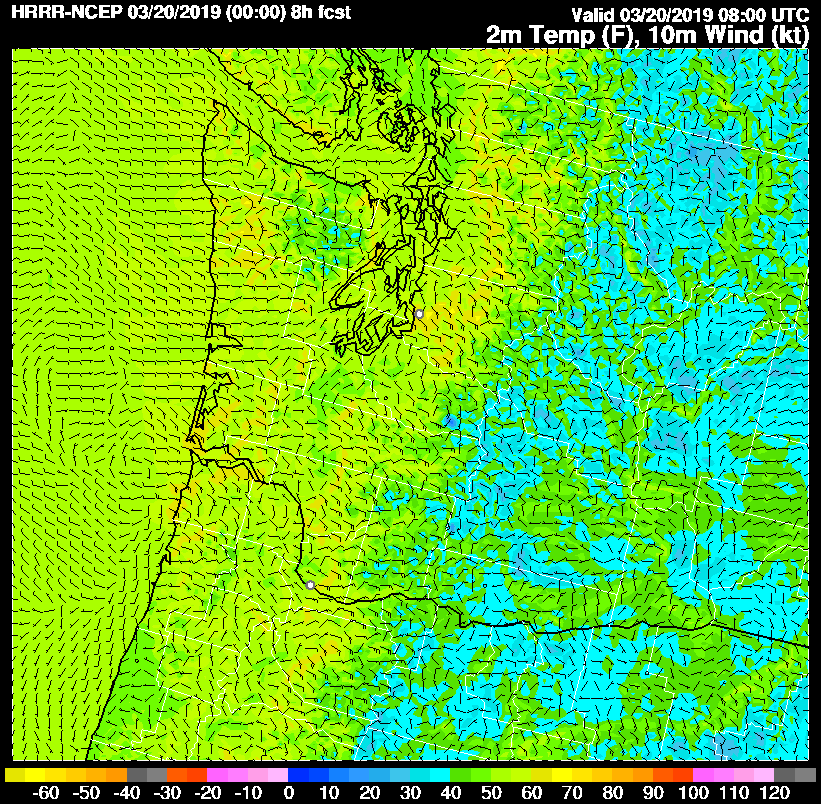 HRRR-NCEP 03/20/2019 (00:00) 8h fcst
Valid 03/20/2019 08:00 UTC
2m Temp (F), 10m Wind (kt)
-60 -50 -40 -30 -20 -10 0 10 20 30 40 50 60 70 80 90 100 110 120